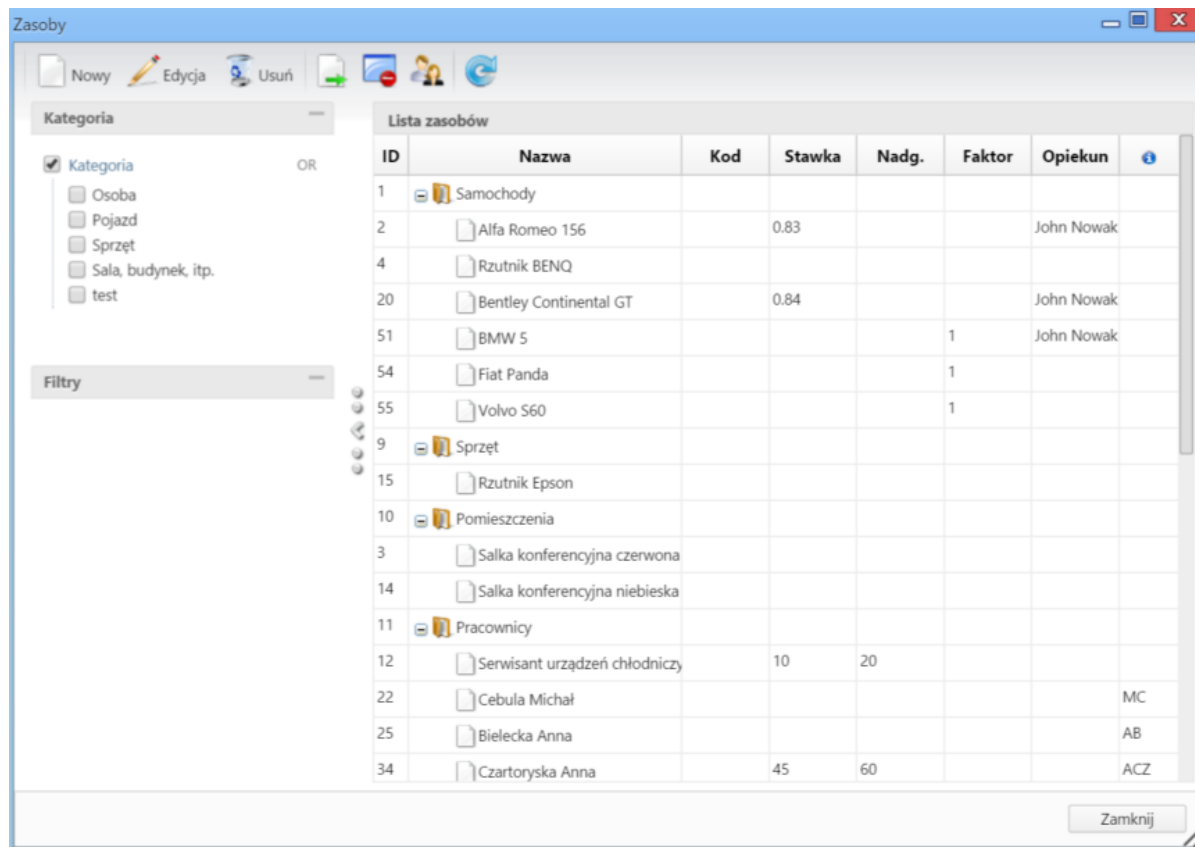 Zasoby
Nowy Edycja Usuń
Kategoria
Kategoria OR
Osoba
Pojazd
Sprzęt
Sala, budynek, itp.
test
Filtry
Lista zasobów
ID Nazwa Kod Stawka Nadg. Faktor Opiekun
1 Samochody
2 Alfa Romeo 156 0.83 John Nowak
4 Rzutnik BENQ
20 Bentley Continental GT 0.84 John Nowak
51 BMW 5 1 John Nowak
54 Fiat Panda 1
55 Volvo S60 1
9 Sprzęt
15 Rzutnik Epson
10 Pomieszczenia
3 Salka konferencyjna czerwona
14 Salka konferencyjna niebieska
11 Pracownicy
12 Serwisant urządzeń chłodniczy 10 20
22 Cebula Michał MC
25 Bielecka Anna AB
34 Czartoryska Anna 45 60 ACZ
Zamknij